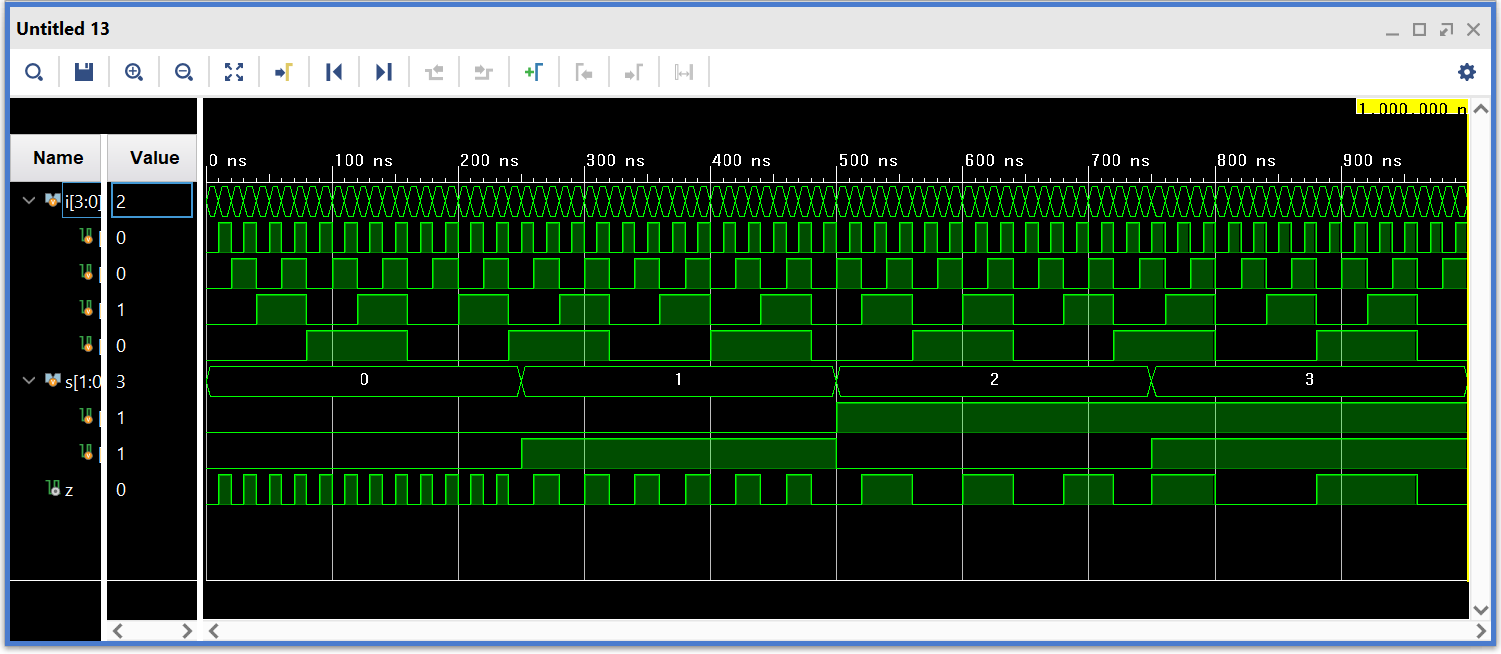 Untitled 13
1,000.000 n
Name
Value
0 ns
100 ns
200 ns
300 ns
400 ns
500 ns
600 ns
700 ns
800 ns
900 ns
i[3:0]
2
0
0
1
0
s[1:0
3
0
1
2
3
1
1
z
0